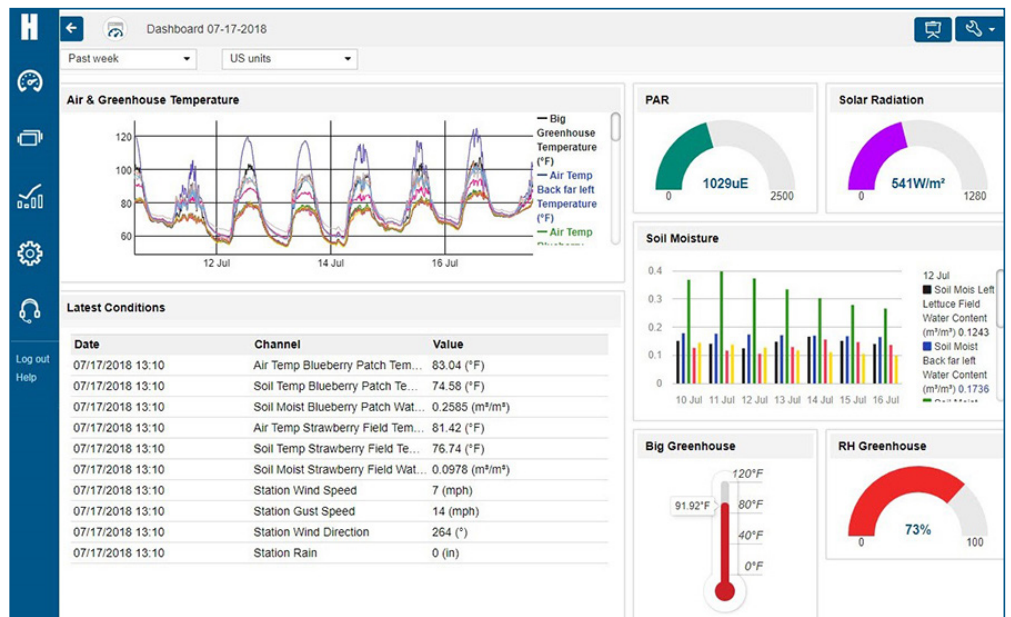 H
Dashboard 07-17-2018
Past week
US units
Log out
Help
Air & Greenhouse Temperature
120
100
80
60
12 Jul
14 Jul
16 Jul
Big
Greenhouse
Temperature
(°F)
Air Temp
Back far left
Temperature
(°F)
Air Temp
Latest Conditions
Date Channel Value
07/17/2018 13:10 Air Temp Blueberry Patch Tem... 83.04 (°F)
07/17/2018 13:10 Soil Temp Blueberry Patch Te... 74.58 (°F)
07/17/2018 13:10 Soil Moist Blueberry Patch Wat... 0.2585 (m³/m³)
07/17/2018 13:10 Air Temp Strawberry Field Tem... 81.42 (°F)
07/17/2018 13:10 Soil Temp Strawberry Field Te... 76.74 (°F)
07/17/2018 13:10 Soil Moist Strawberry Field Wat... 0.0978 (m³/m³)
07/17/2018 13:10 Station Wind Speed 7 (mph)
07/17/2018 13:10 Station Gust Speed 14 (mph)
07/17/2018 13:10 Station Wind Direction 264 (°)
07/17/2018 13:10 Station Rain 0 (in)
PAR
1029uE
0
2500
Solar Radiation
541W/m²
0
1280
Soil Moisture
0.4
0.3
0.2
0.1
0
10 Jul 11 Jul 12 Jul 13 Jul 14 Jul 15 Jul 16 Jul
12 Jul
Soil Mois Left
Lettuce Field
Water Content
(m³/m³) 0.1243
Soil Moist
Back far left
Water Content
(m³/m³) 0.1736
Big Greenhouse
120°F
91.92°F
80°F
40°F
0°F
RH Greenhouse
73%
0
100